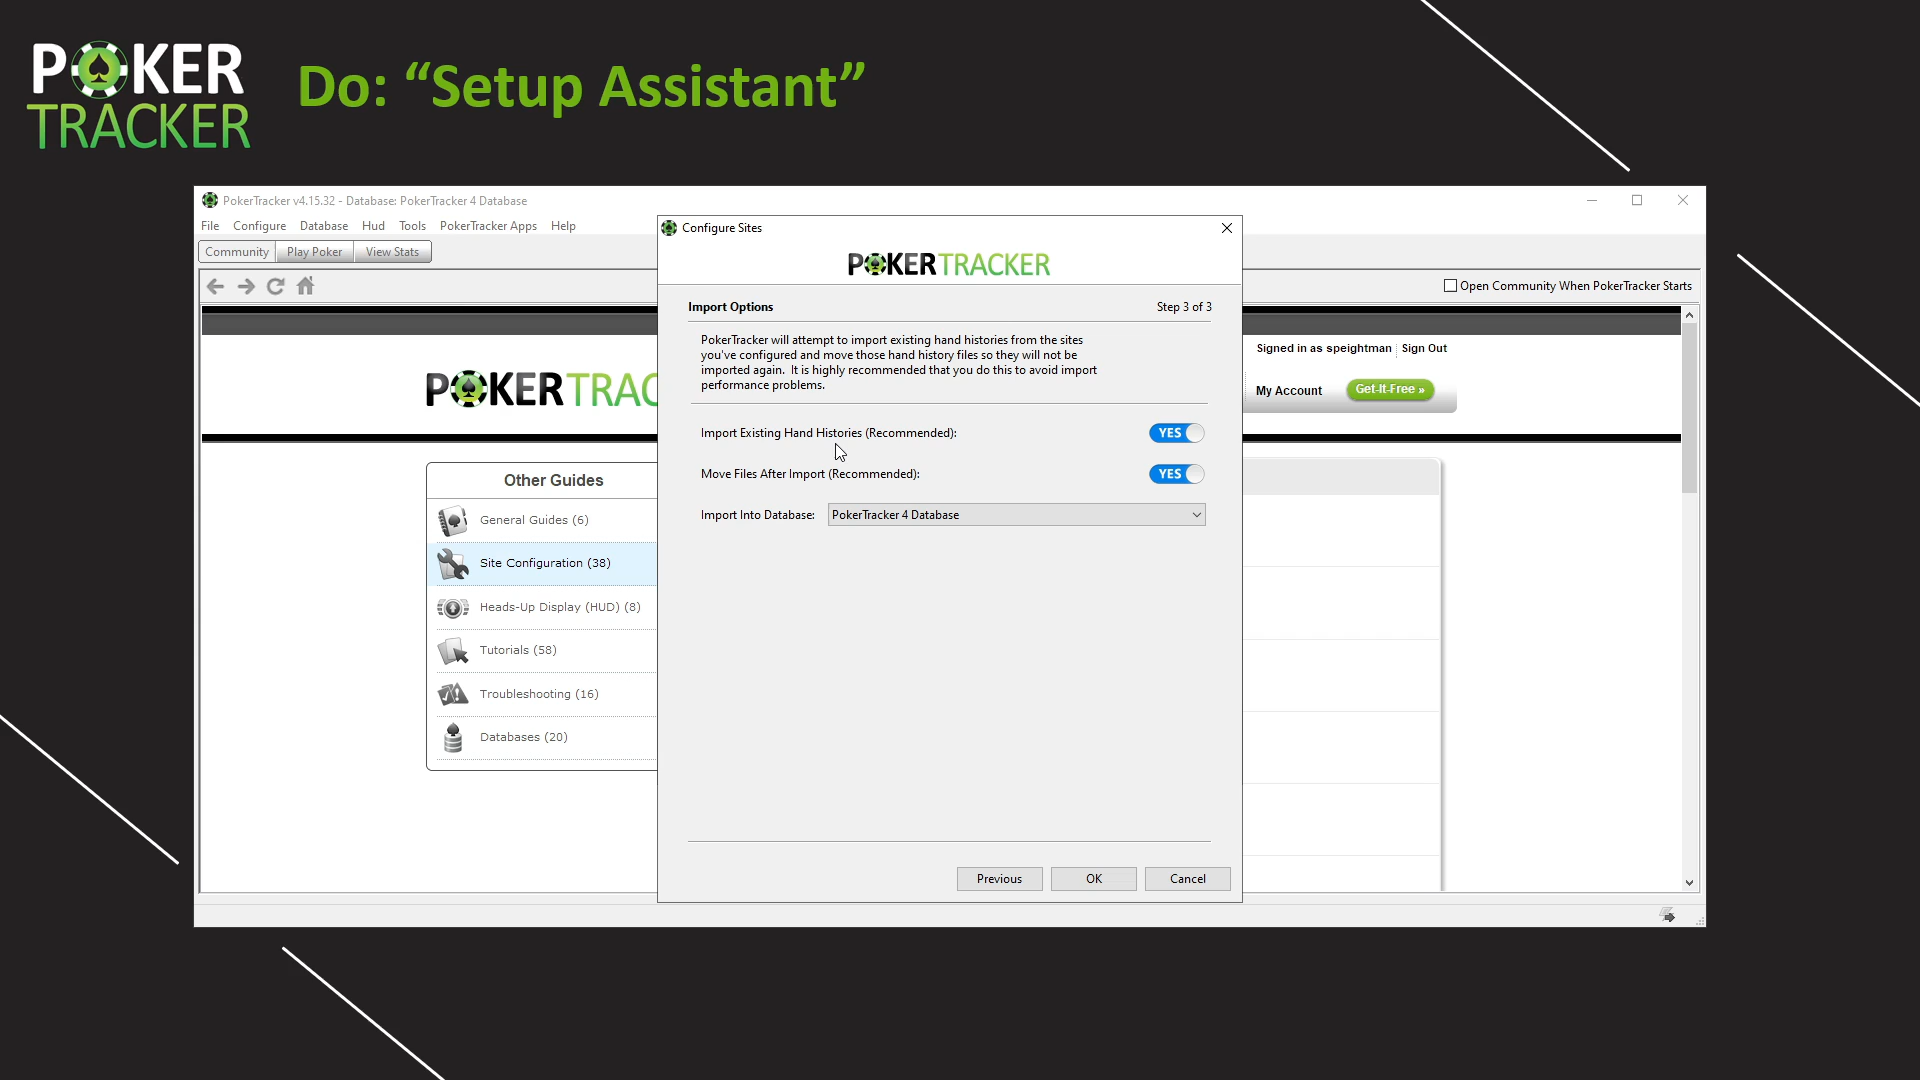 POKER
TRACKER
Do: “Setup Assistant”
PokerTracker v4.15.32 - Database: PokerTracker 4 Database
File Configure Database Hud Tools PokerTracker Apps Help
Community Play Poker View Stats
Open Community When PokerTracker Starts
Signed in as speightman Sign Out
POKERTRAC
My Account Get-It-Free »
Other Guides
General Guides (6)
Site Configuration (38)
Heads-Up Display (HUD) (8)
Tutorials (58)
Troubleshooting (16)
Databases (20)
Configure Sites
POKERTRACKER
Import Options Step 3 of 3
PokerTracker will attempt to import existing hand histories from the sites
you've configured and move those hand history files so they will not be
imported again. It is highly recommended that you do this to avoid import
performance problems.
Import Existing Hand Histories (Recommended): YES
Move Files After Import (Recommended): YES
Import Into Database: PokerTracker 4 Database
Previous OK Cancel